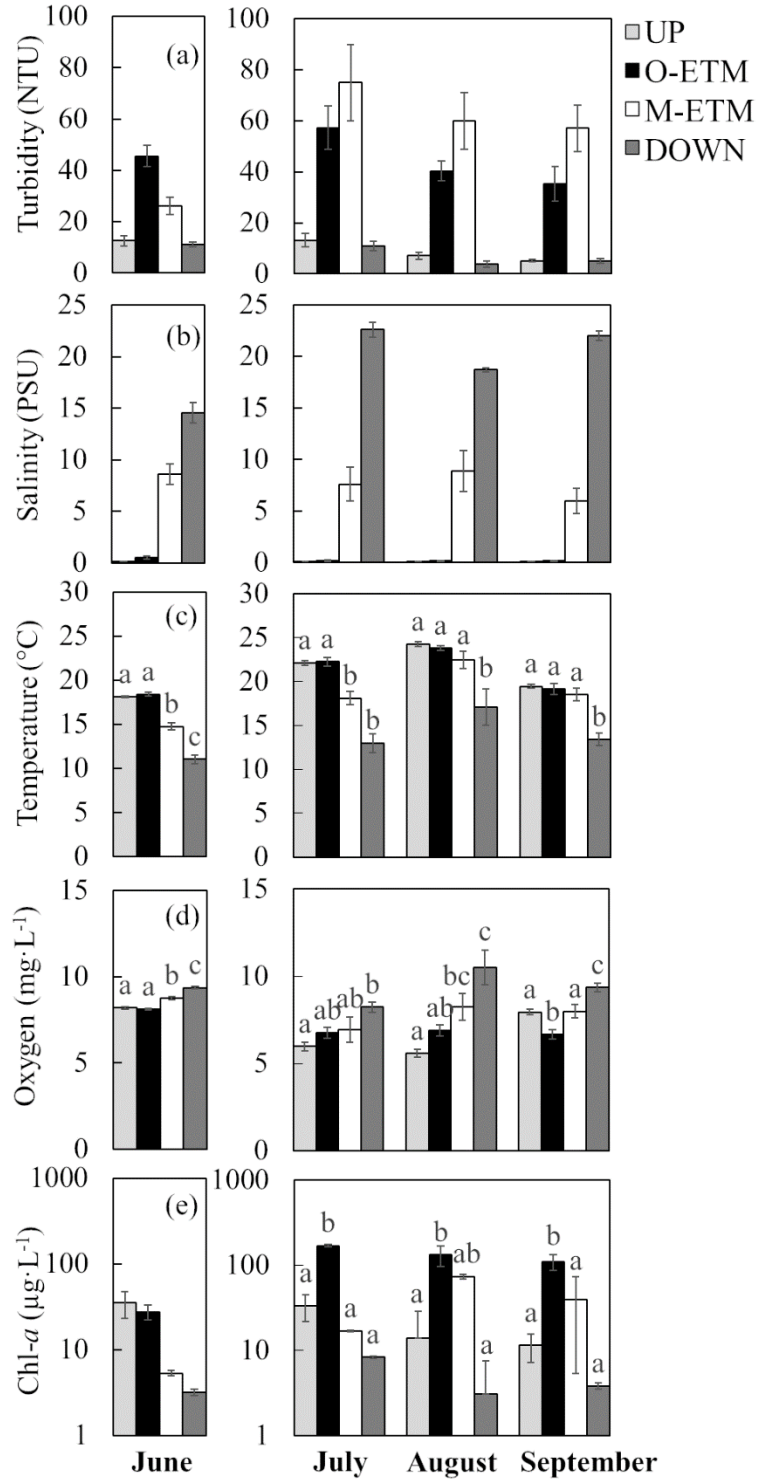 UP
O-ETM
M-ETM
DOWN
Turbidity (NTU)
(a)
100
80
60
40
20
0
100
80
60
40
20
0
Salinity (PSU)
(b)
25
20
15
10
5
0
25
20
15
10
5
0
Temperature (°C)
(c)
30
25
20
15
10
5
0
a a b c
30
25
20
15
10
5
0
a a b b
a a a b
a a a b
Oxygen (mg·L-1)
(d)
15
10
5
0
a a b c
15
10
5
0
a ab ab b
a ab bc c
a b a c
Chl-a (µg·L-1)
(e)
1000
100
10
1
1000
100
10
1
a b a a
a b ab a
a b a a
June July August September